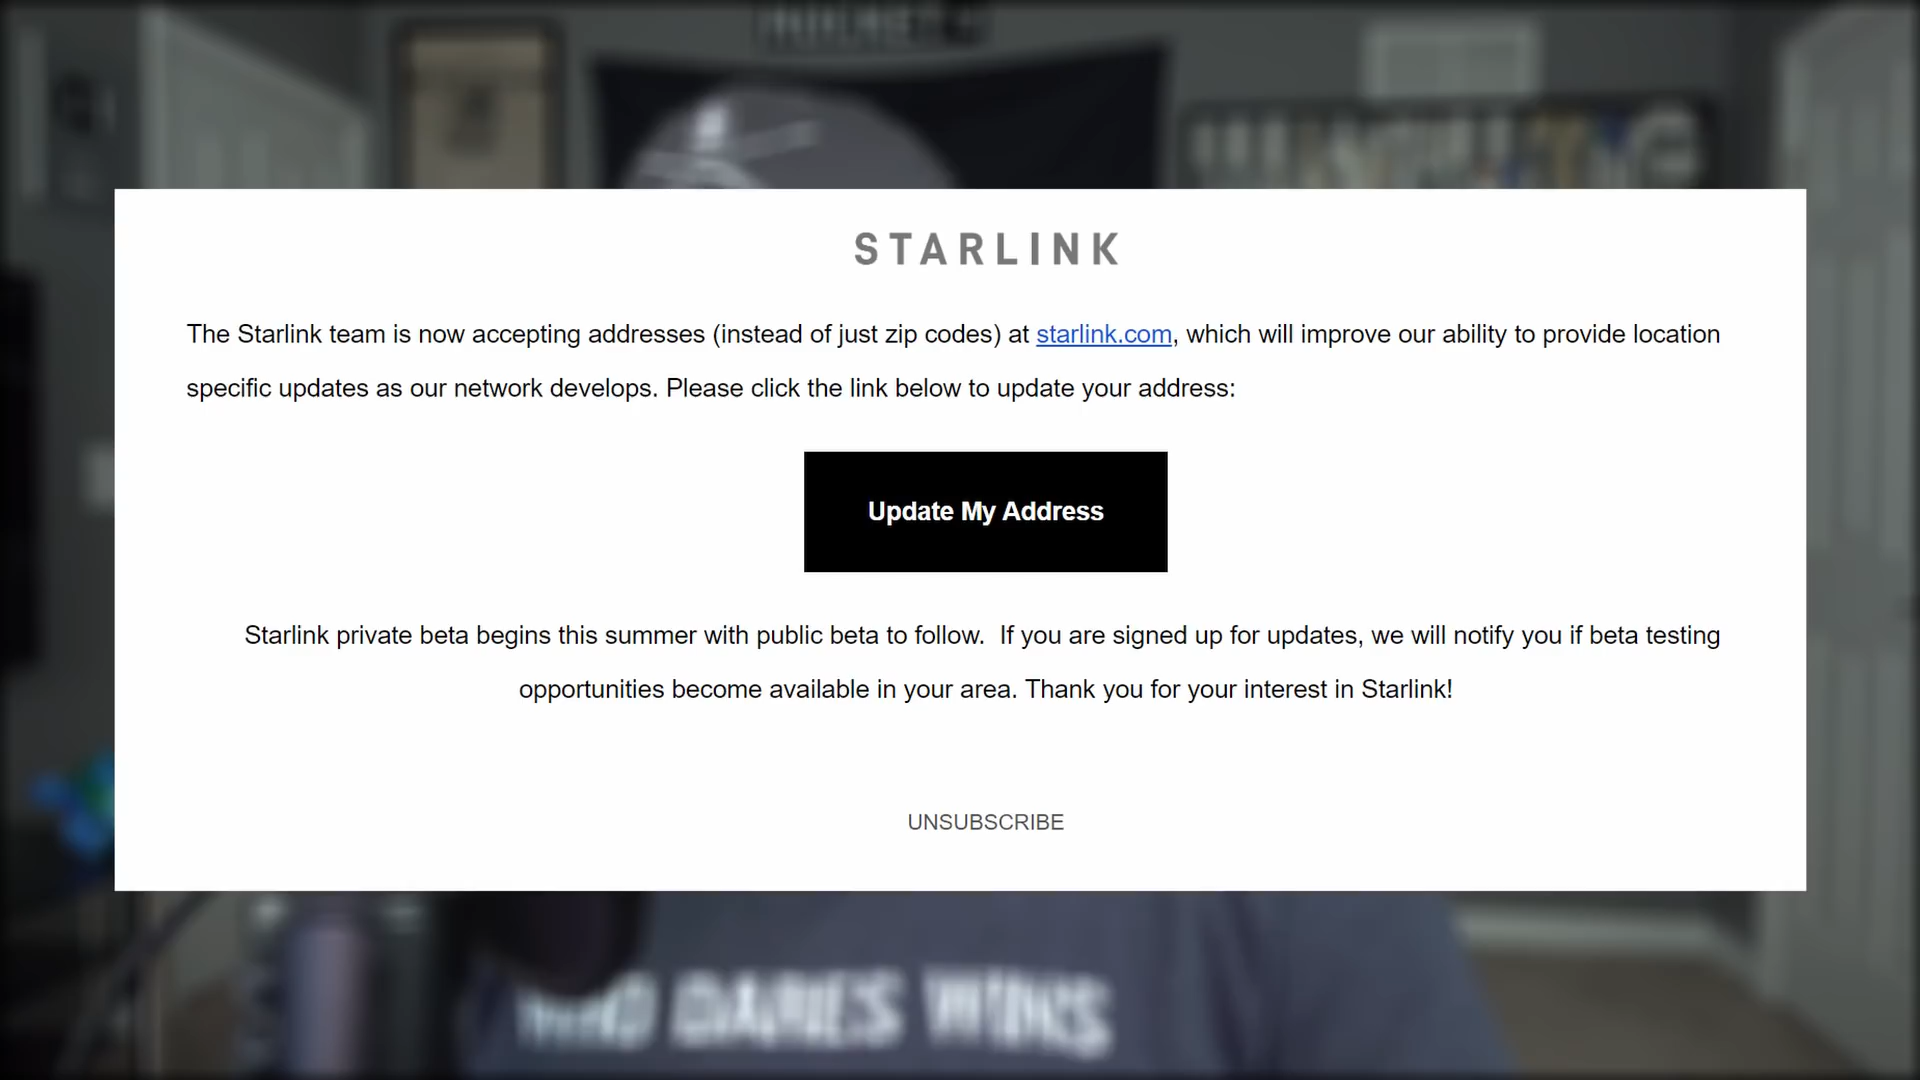 STARLINK
The Starlink team is now accepting addresses (instead of just zip codes) at starlink.com, which will improve our ability to provide location
specific updates as our network develops. Please click the link below to update your address:
Update My Address
Starlink private beta begins this summer with public beta to follow.  If you are signed up for updates, we will notify you if beta testing
opportunities become available in your area. Thank you for your interest in Starlink!
UNSUBSCRIBE
WHO DARES WINS